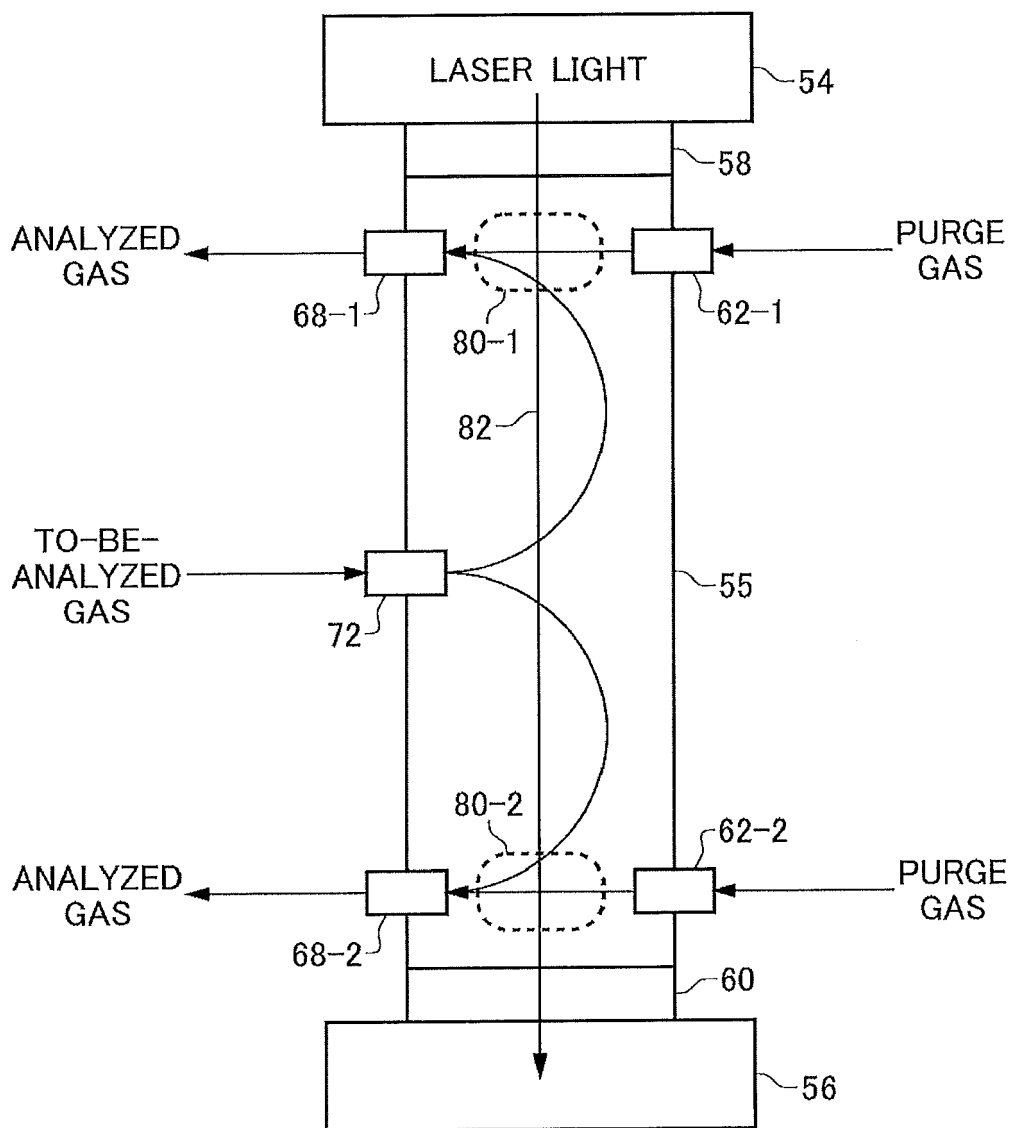 LASER LIGHT
54
58
ANALYZED
GAS
PURGE
GAS
68-1
62-1
80-1
82
TO-BE-
ANALYZED
GAS
55
72
80-2
62-2
ANALYZED
GAS
PURGE
GAS
68-2
60
56